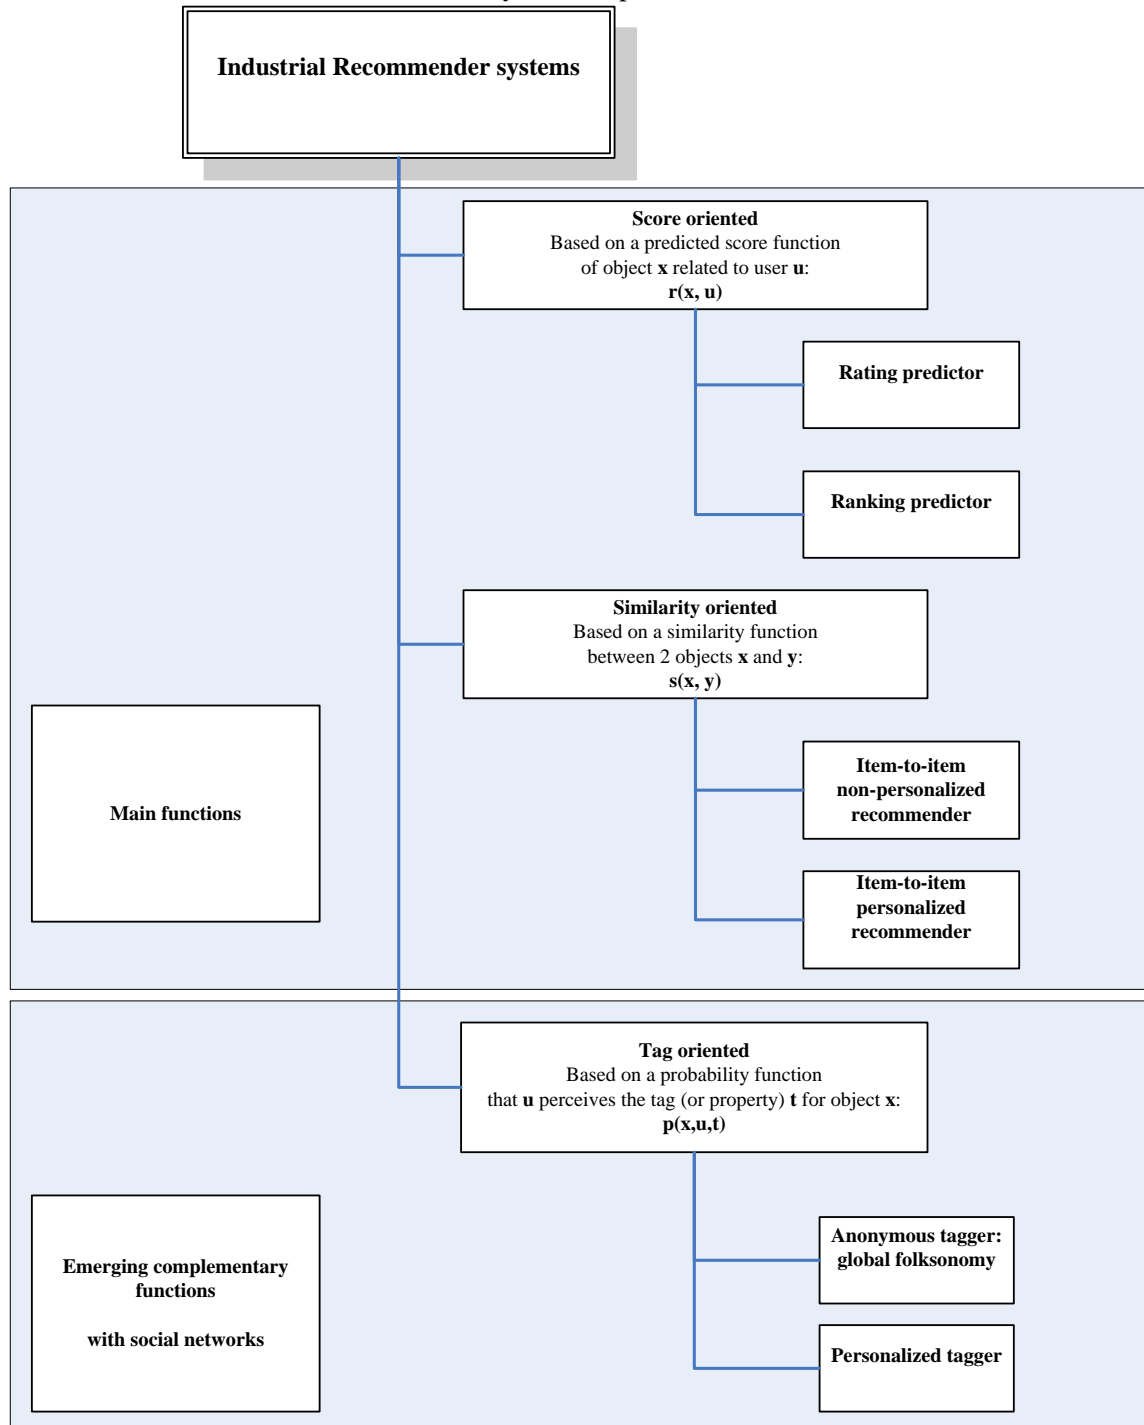 Industrial Recommender systems
Score oriented
Based on a predicted score function
of object x related to user u:
r(x, u)
Rating predictor
Ranking predictor
Similarity oriented
Based on a similarity function
between 2 objects x and y:
s(x, y)
Main functions
Item-to-item
non-personalized
recommender
Item-to-item
personalized
recommender
Tag oriented
Based on a probability function
that u perceives the tag (or property) t for object x:
p(x,u,t)
Emerging complementary
functions
with social networks
Anonymous tagger:
global folksonomy
Personalized tagger